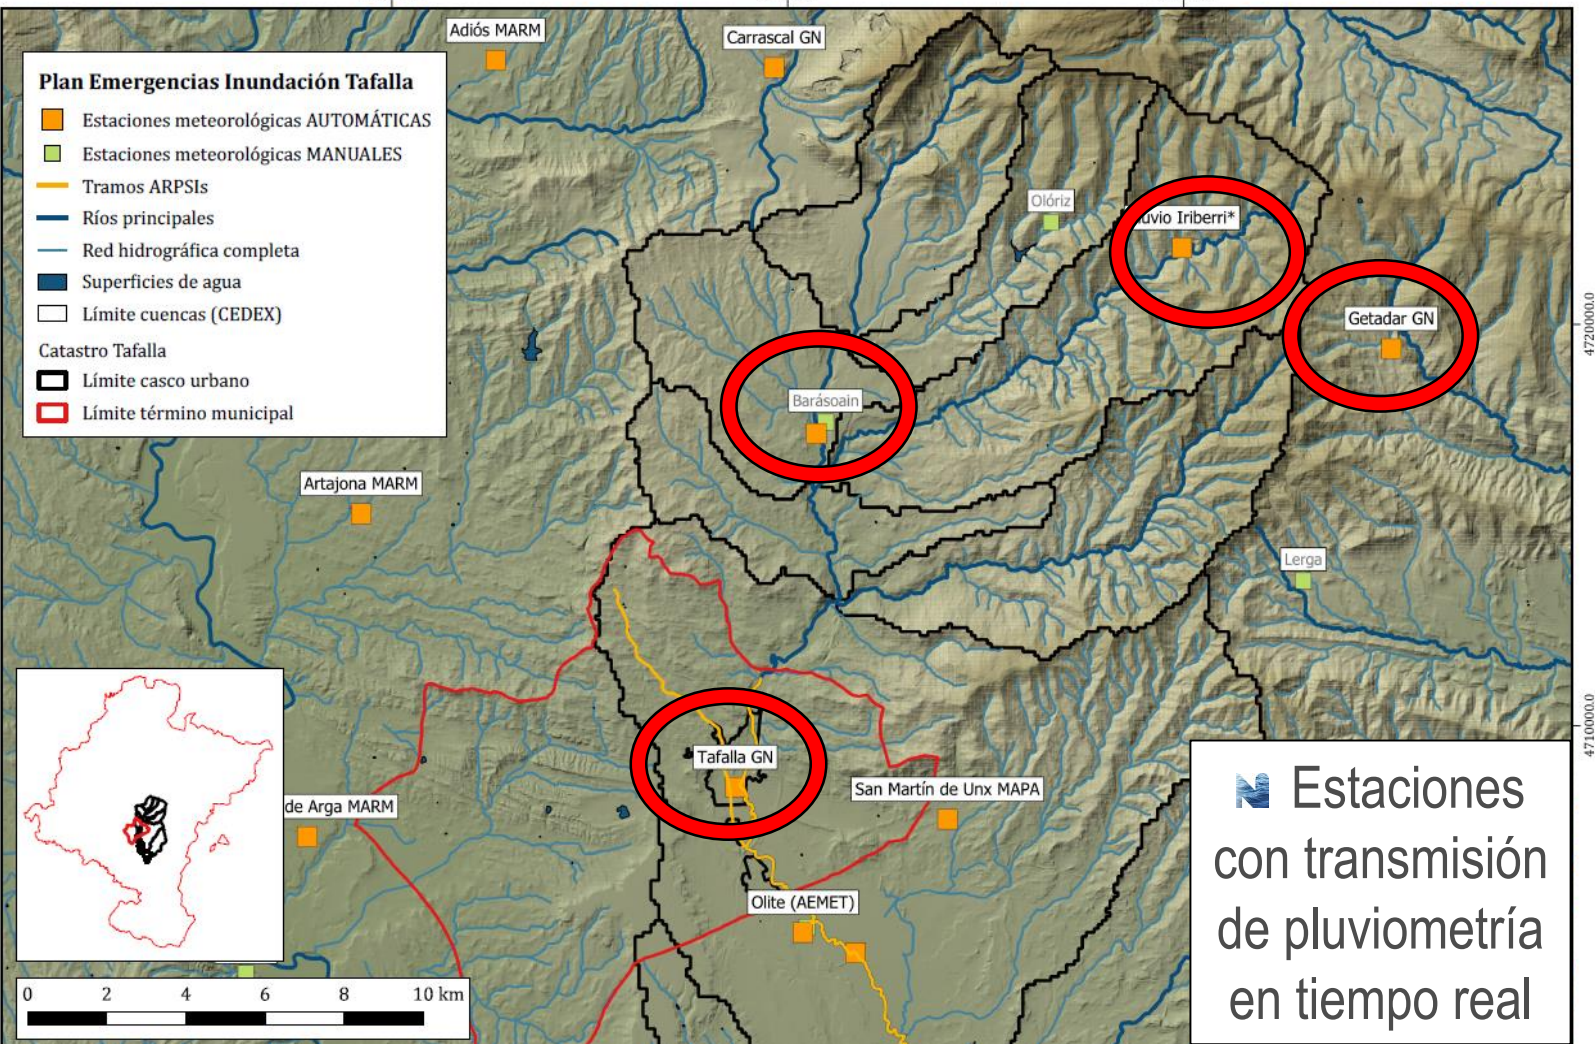 Adiós MARM
Carrascal GN
Plan Emergencias Inundación Tafalla
Estaciones meteorológicas AUTOMÁTICAS
Estaciones meteorológicas MANUALES
Tramos ARPSIs
Ríos principales
Red hidrográfica completa
Superficies de agua
Límite cuencas (CEDEX)
Catastro Tafalla
Límite casco urbano
Límite término municipal
Olóriz
uvio Iriberri*
Getadar GN
4720000.0
Barásoain
Artajona MARM
Lerga
4710000.0
Tafalla GN
San Martín de Unx MAPA
de Arga MARM
Olite (AEMET)
Estaciones
con transmisión
de pluviometría
en tiempo real
0 2 4 6 8 10 km